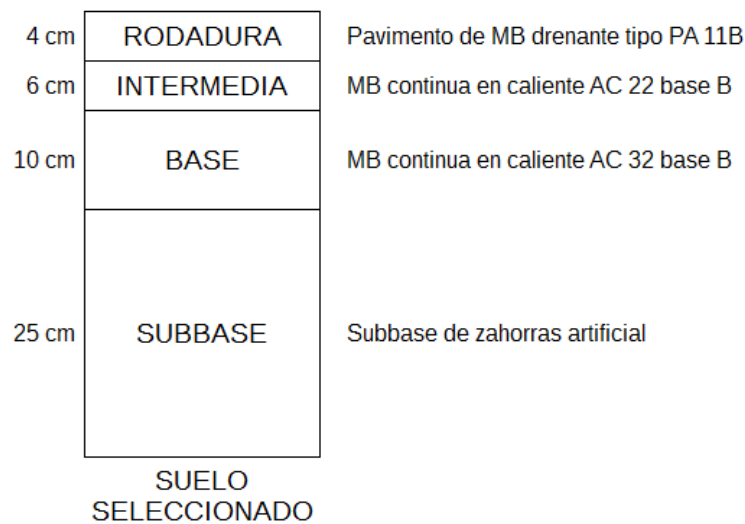 4 cm RODADURA Pavimento de MB drenante tipo PA 11B
6 cm INTERMEDIA MB continua en caliente AC 22 base B
10 cm BASE MB continua en caliente AC 32 base B
25 cm SUBBASE Subbase de zahorras artificial
SUELO
SELECCIONADO